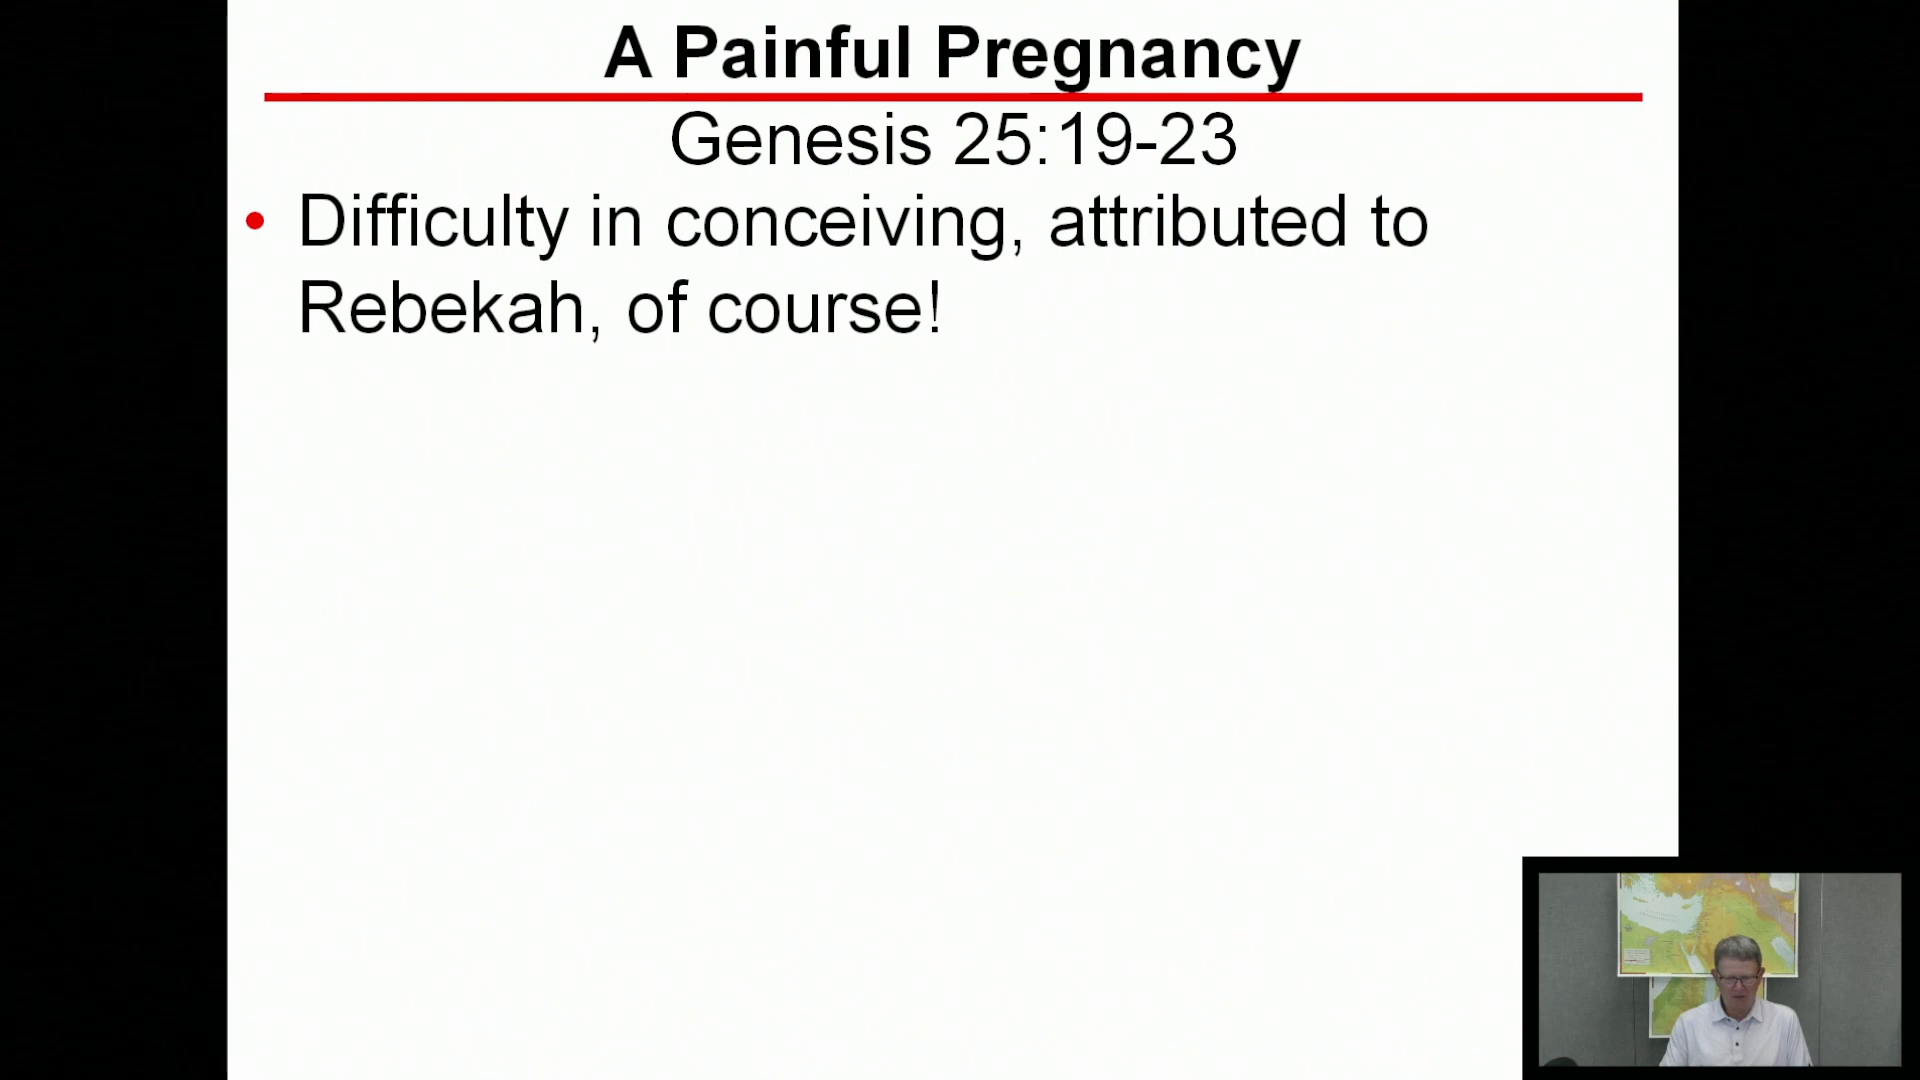 A Painful Pregnancy
Genesis 25:19-23
• Difficulty in conceiving, attributed to
Rebekah, of course!